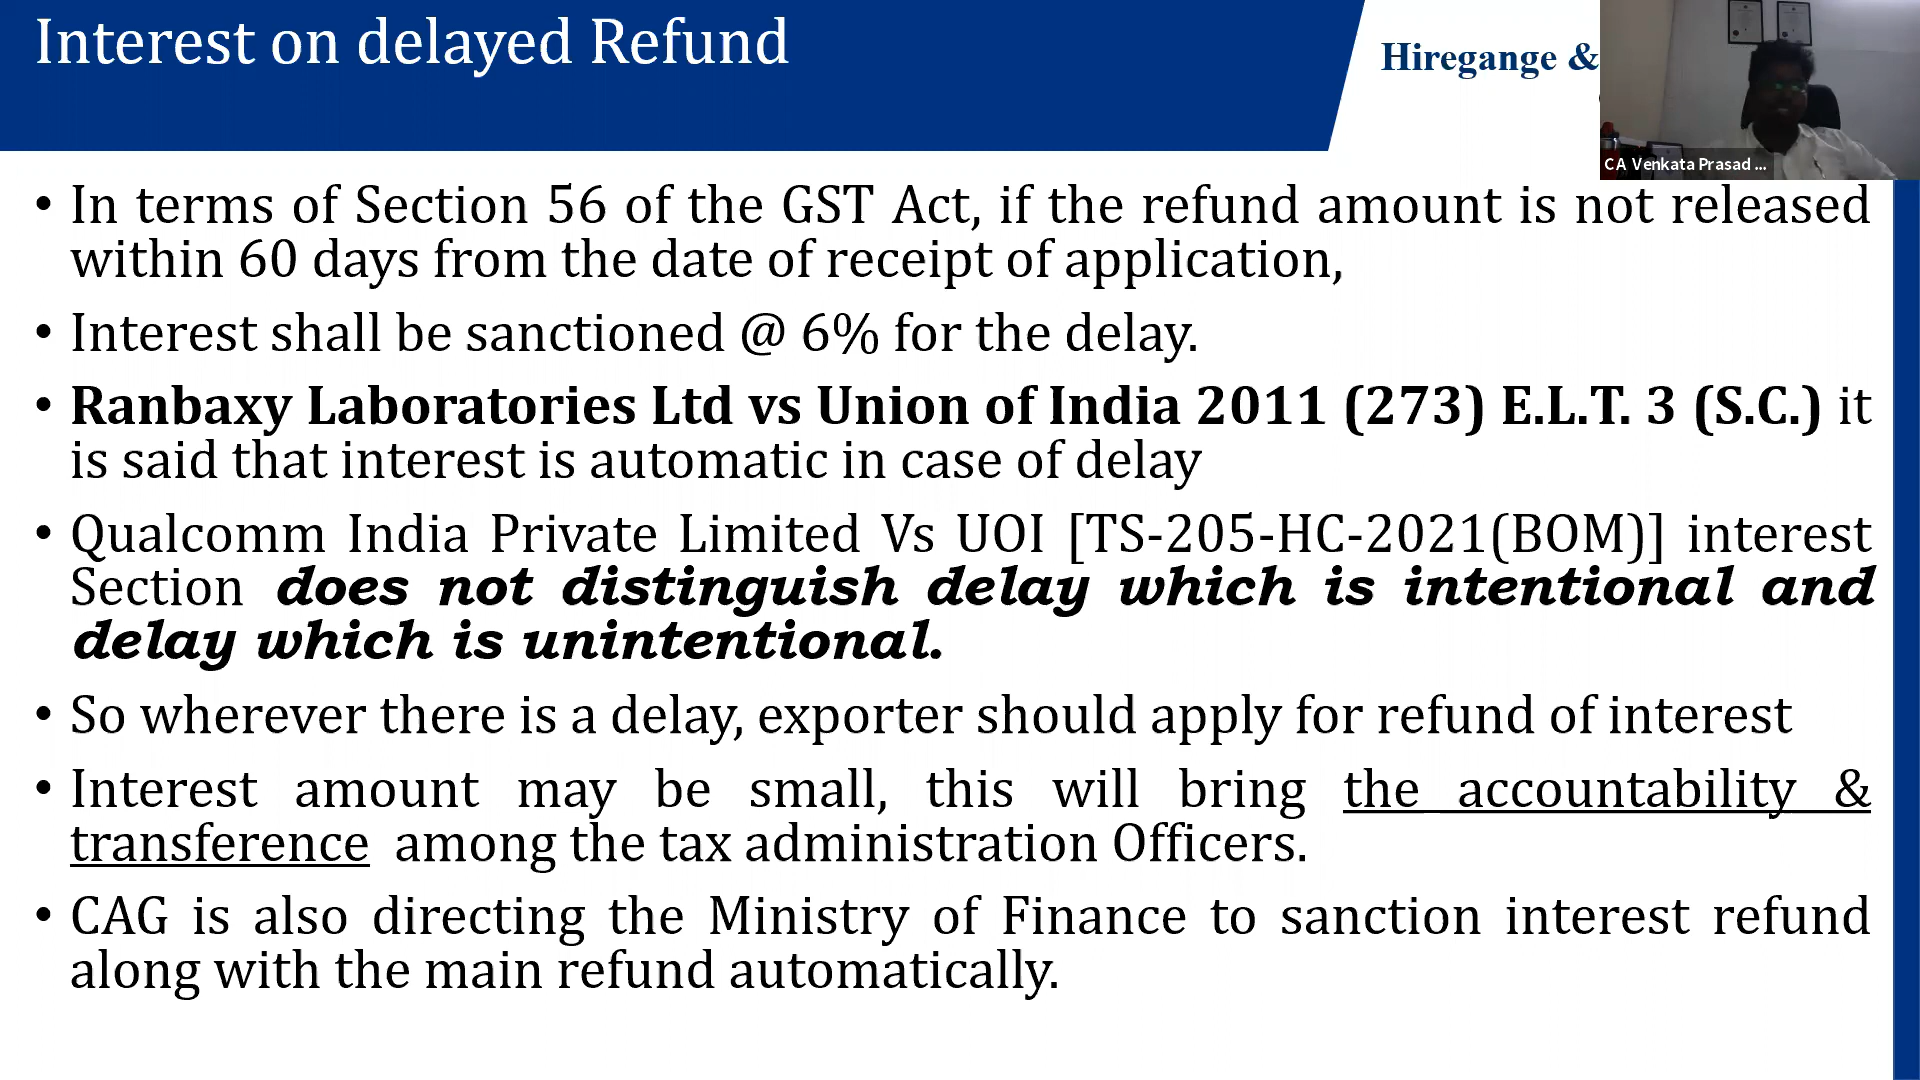 Interest on delayed Refund
Hiregange &
CA Venkata Prasad ...
• In terms of Section 56 of the GST Act, if the refund amount is not released
within 60 days from the date of receipt of application,
• Interest shall be sanctioned @ 6% for the delay.
• Ranbaxy Laboratories Ltd vs Union of India 2011 (273) E.L.T. 3 (S.C.) it
is said that interest is automatic in case of delay
• Qualcomm India Private Limited Vs UOI [TS-205-HC-2021(BOM)] interest
Section does not distinguish delay which is intentional and
delay which is unintentional.
• So wherever there is a delay, exporter should apply for refund of interest
• Interest amount may be small, this will bring the accountability &
transference among the tax administration Officers.
• CAG is also directing the Ministry of Finance to sanction interest refund
along with the main refund automatically.